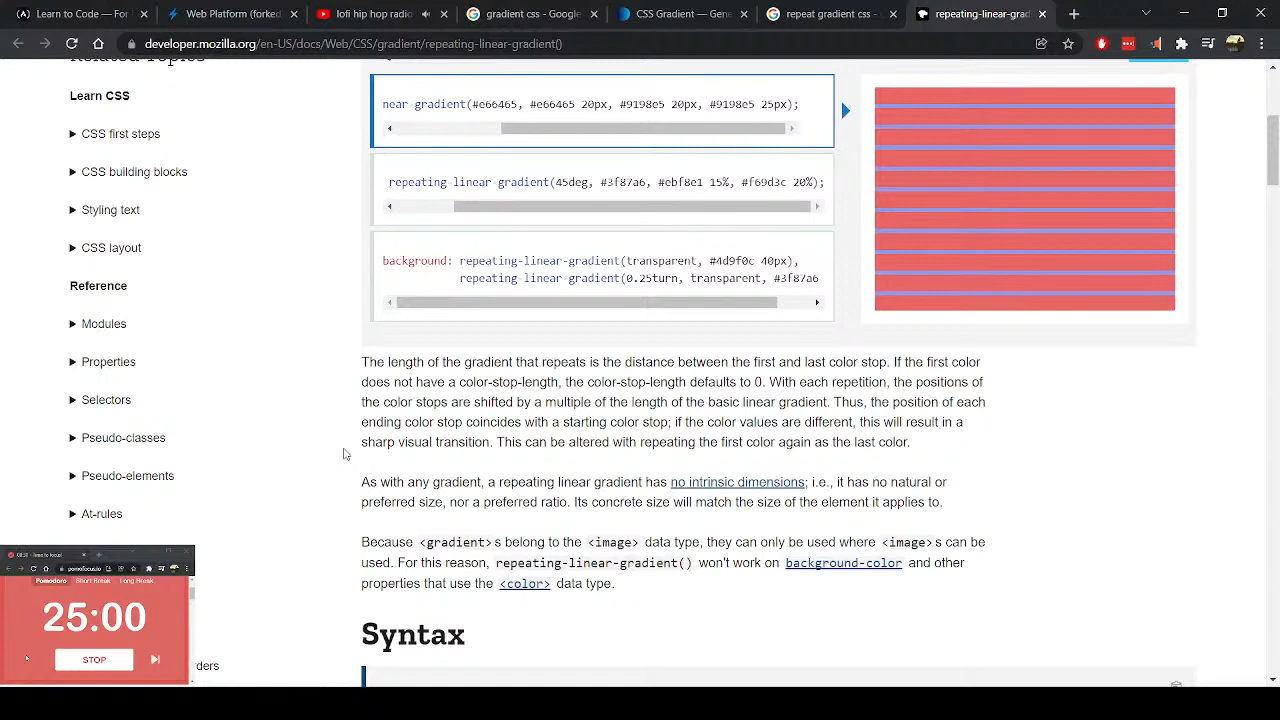 Learn to Code — For
Web Platform (forked
lofi hip hop radio
gradient css - Google
CSS Gradient — Gene
repeat gradient css -
repeating-linear-grad
developer.mozilla.org/en-US/docs/Web/CSS/gradient/repeating-linear-gradient()
Related Topics
Learn CSS
CSS first steps
CSS building blocks
Styling text
CSS layout
Reference
Modules
Properties
Selectors
Pseudo-classes
Pseudo-elements
At-rules
near-gradient(#e66465, #e66465 20px, #9198e5 20px, #9198e5 25px);
repeating-linear-gradient(45deg, #3f87a6, #ebf8e1 15%, #f69d3c 20%);
background: repeating-linear-gradient(transparent, #4d9f0c 40px),
repeating-linear-gradient(0.25turn, transparent, #3f87a6
The length of the gradient that repeats is the distance between the first and last color stop. If the first color
does not have a color-stop-length, the color-stop-length defaults to 0. With each repetition, the positions of
the color stops are shifted by a multiple of the length of the basic linear gradient. Thus, the position of each
ending color stop coincides with a starting color stop; if the color values are different, this will result in a
sharp visual transition. This can be altered with repeating the first color again as the last color.
As with any gradient, a repeating linear gradient has no intrinsic dimensions; i.e., it has no natural or
preferred size, nor a preferred ratio. Its concrete size will match the size of the element it applies to.
Because <gradient>s belong to the <image> data type, they can only be used where <image>s can be
used. For this reason, repeating-linear-gradient() won't work on background-color and other
properties that use the <color> data type.
Syntax
Time to focus!
pomofocus.io
Pomodoro Short Break Long Break
25:00
STOP
rders